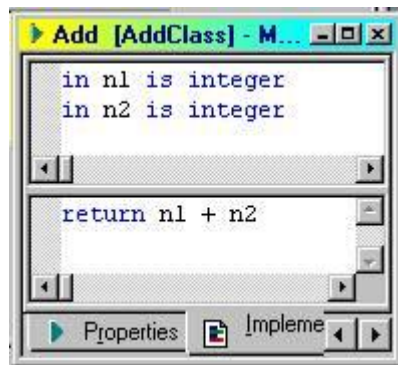 Add [AddClass] - M...
in n1 is integer
in n2 is integer
return n1 + n2
Properties Impleme